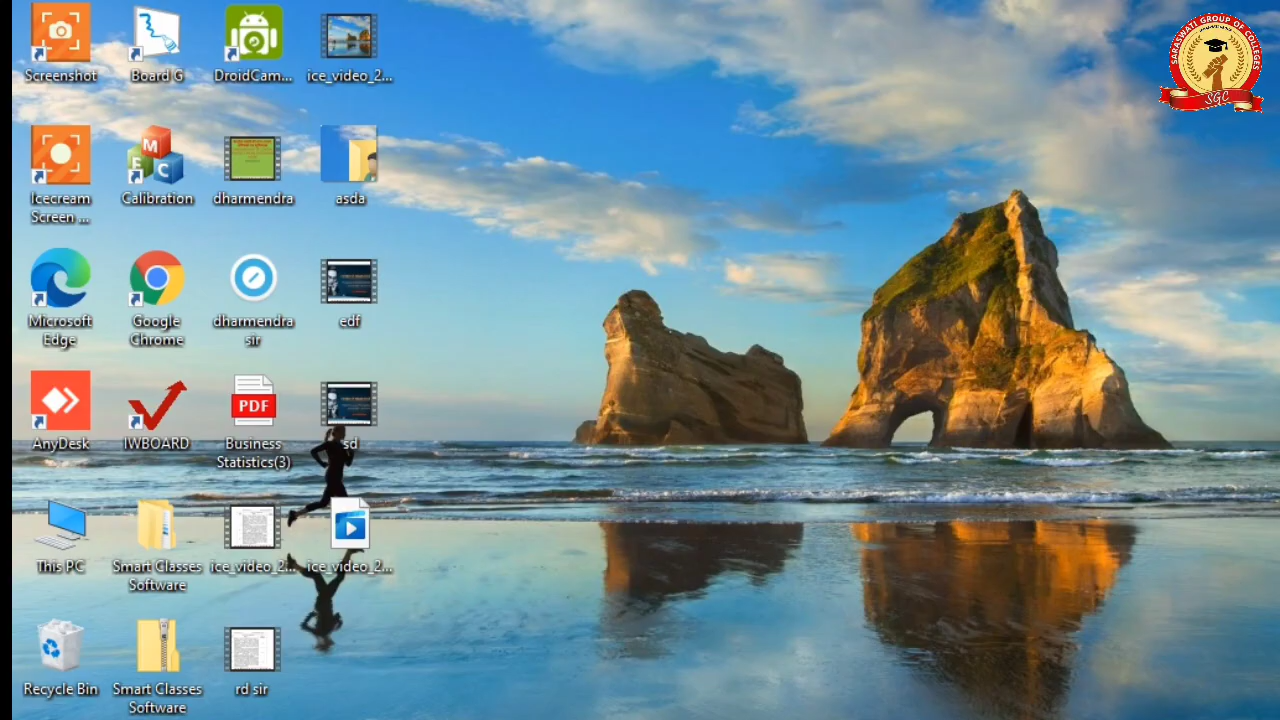 Screenshot
Board G
DroidCam...
ice_video_2...
Icecream
Screen ...
Calibration
dharmendra
asda
Microsoft
Edge
Google
Chrome
dharmendra
sir
edf
AnyDesk
IWBOARD
PDF
Business
Statistics(3)
sd
This PC
Smart Classes
Software
ice_video_2...
ice_video_2...
Recycle Bin
Smart Classes
Software
rd sir
E M C
SARASWATI GROUP OF COLLEGES
SGC